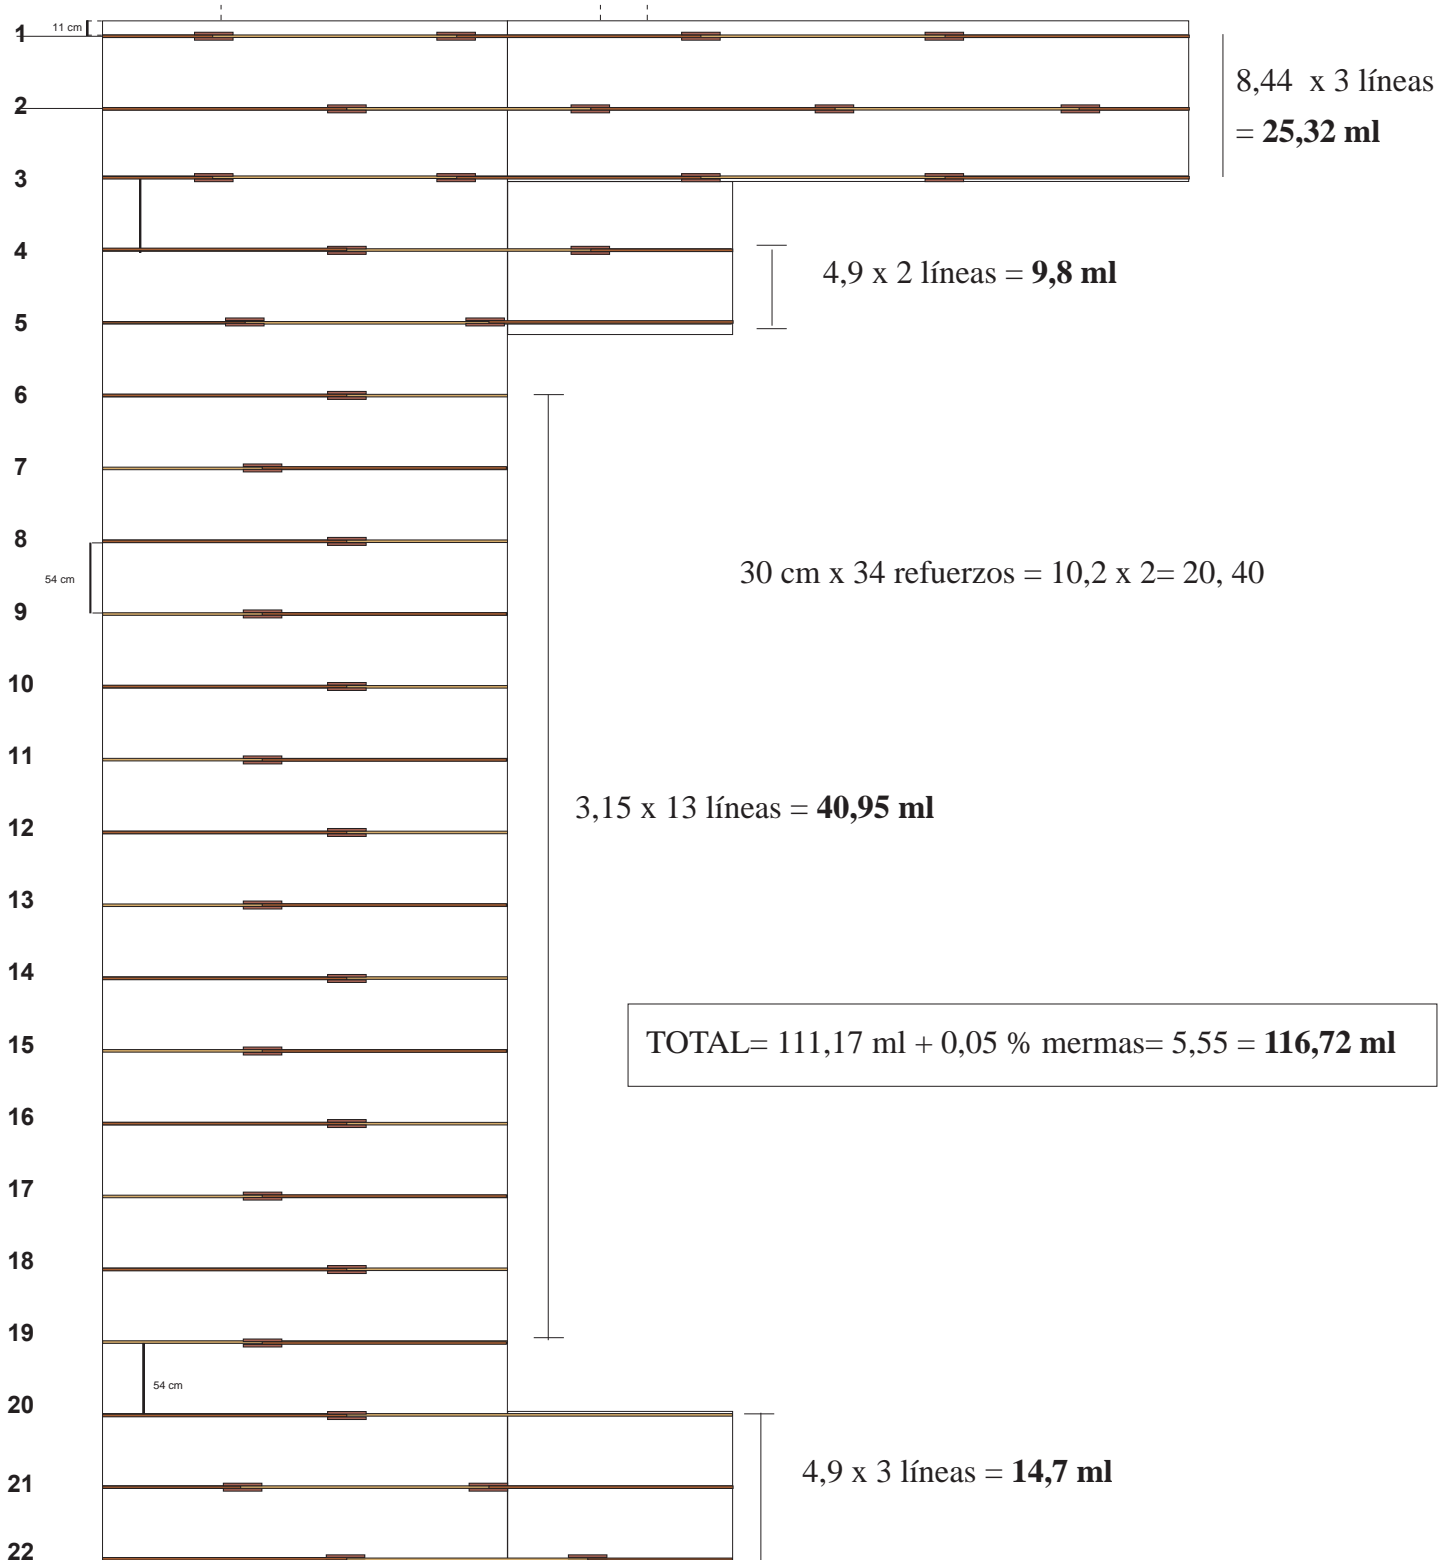 11 cm
1
8,44 x 3 líneas
2
= 25,32 ml
3
4
4,9 x 2 líneas = 9,8 ml
5
6
7
8
30 cm x 34 refuerzos = 10,2 x 2= 20, 40
54 cm
9
10
11
3,15 x 13 líneas = 40,95 ml
12
13
14
TOTAL= 111,17 ml + 0,05 % mermas= 5,55 = 116,72 ml
15
16
17
18
19
54 cm
20
4,9 x 3 líneas = 14,7 ml
21
22